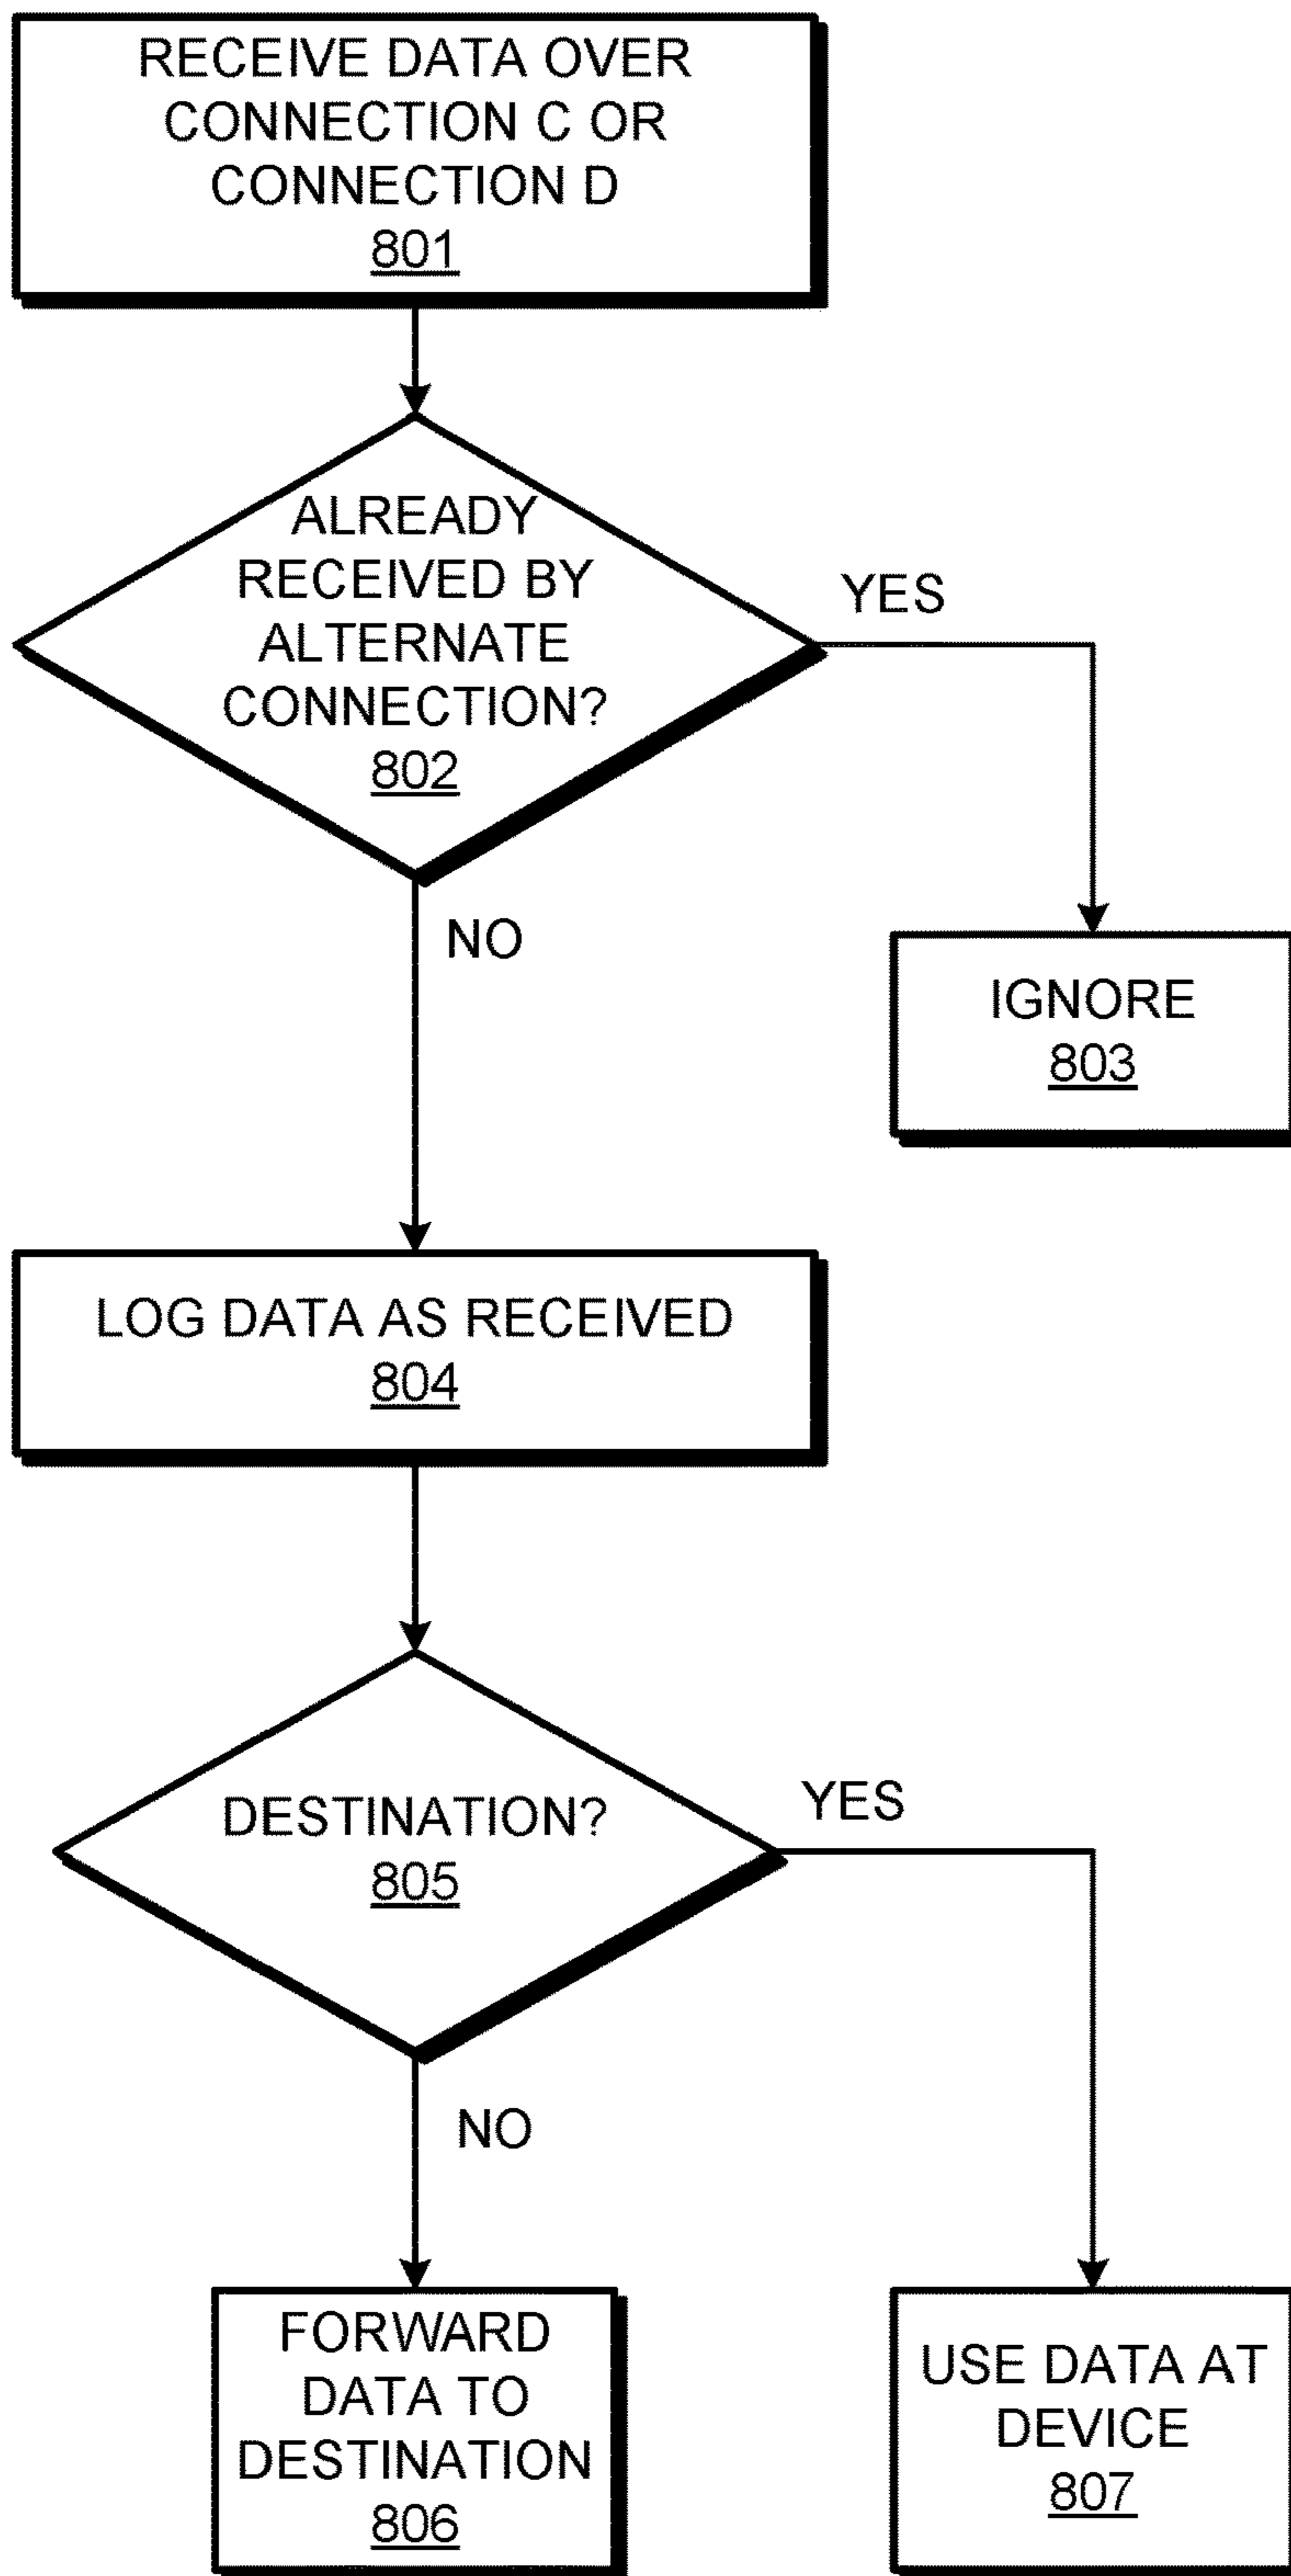 RECEIVE DATA OVER
CONNECTION C OR
CONNECTION D
801
ALREADY
RECEIVED BY
ALTERNATE
CONNECTION?
802
YES
NO
IGNORE
803
LOG DATA AS RECEIVED
804
DESTINATION?
805
YES
NO
FORWARD
DATA TO
DESTINATION
806
USE DATA AT
DEVICE
807